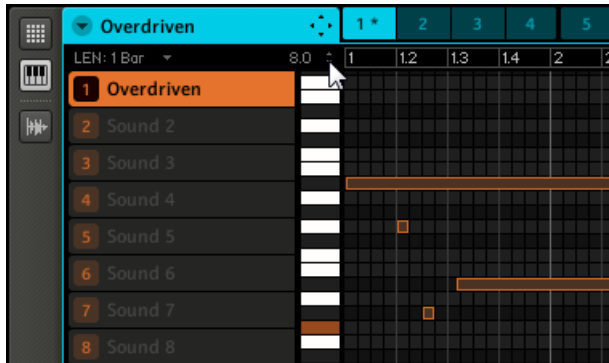 Overdriven 1 * 2 3 4 5
LEN: 1 Bar 8.0 1 1.2 1.3 1.4 2
1 Overdriven
2 Sound 2
3 Sound 3
4 Sound 4
5 Sound 5
6 Sound 6
7 Sound 7
8 Sound 8